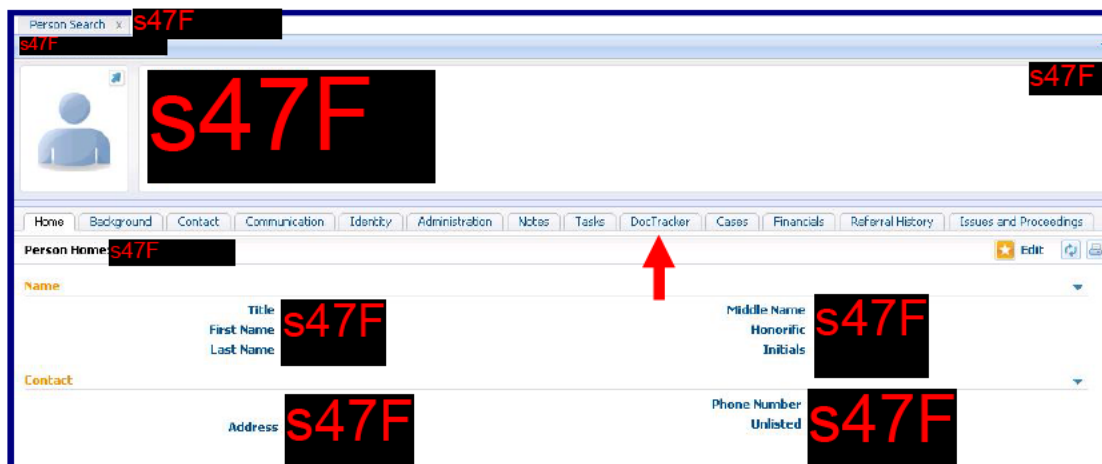 Person Search x s47F
s47F
s47F
s47F
Home Background Contact Communication Identity Administration Notes Tasks DocTracker Cases Financials Referral History Issues and Proceedings
Person Home: s47F
Edit
Name
Title
First Name
Last Name
s47F
Middle Name
Honorific
Initials
s47F
Contact
Address
s47F
Phone Number
Unlisted
s47F